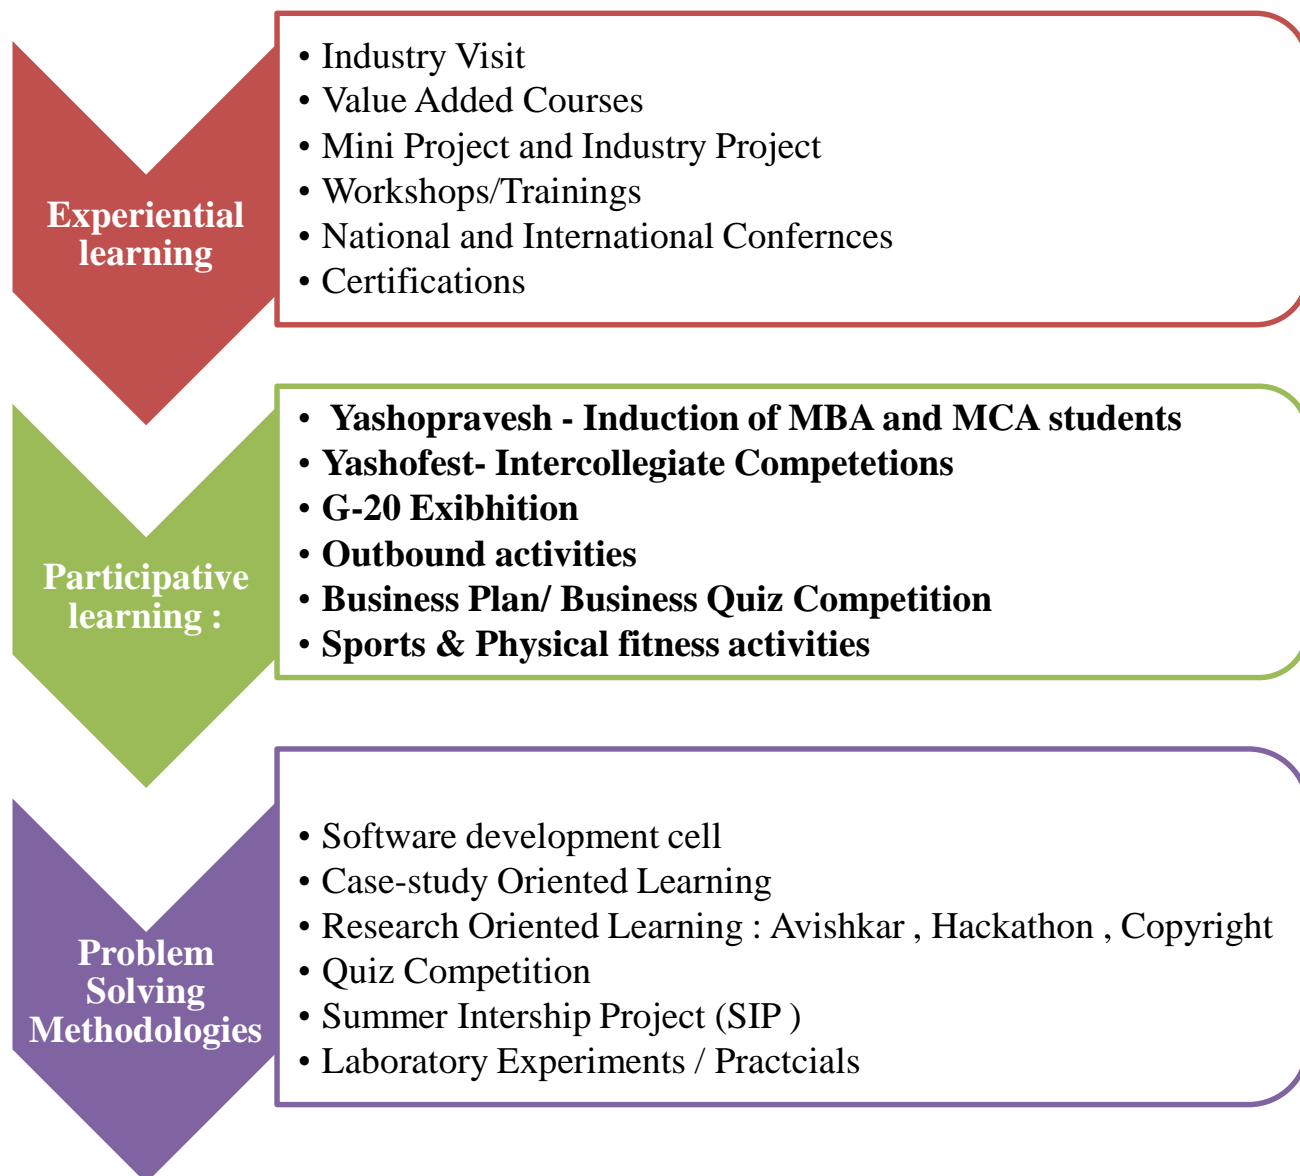 Experiential
learning
• Industry Visit
• Value Added Courses
• Mini Project and Industry Project
• Workshops/Trainings
• National and International Confernces
• Certifications
Participative
learning :
• Yashopravesh - Induction of MBA and MCA students
• Yashofest- Intercollegiate Competetions
• G-20 Exibhition
• Outbound activities
• Business Plan/ Business Quiz Competition
• Sports & Physical fitness activities
Problem
Solving
Methodologies
• Software development cell
• Case-study Oriented Learning
• Research Oriented Learning : Avishkar , Hackathon , Copyright
• Quiz Competition
• Summer Intership Project (SIP )
• Laboratory Experiments / Practcials